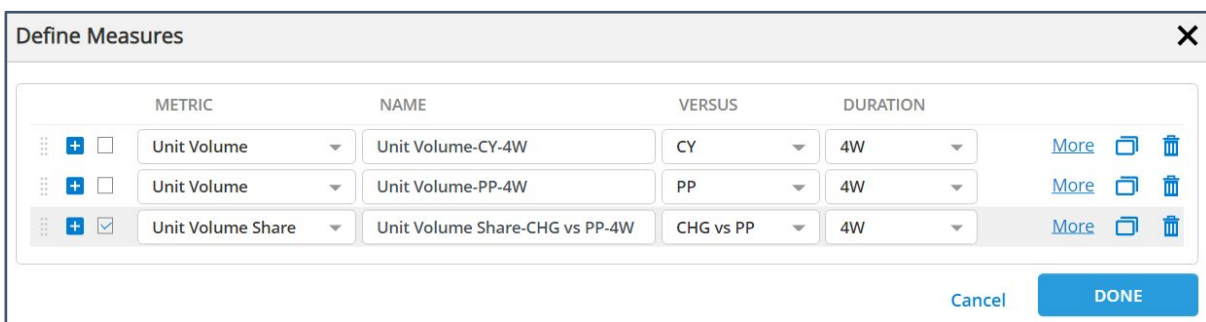 Define Measures
METRIC NAME VERSUS DURATION
Unit Volume Unit Volume-CY-4W CY 4W More
Unit Volume Unit Volume-PP-4W PP 4W More
Unit Volume Share Unit Volume Share-CHG vs PP-4W CHG vs PP 4W More
Cancel DONE